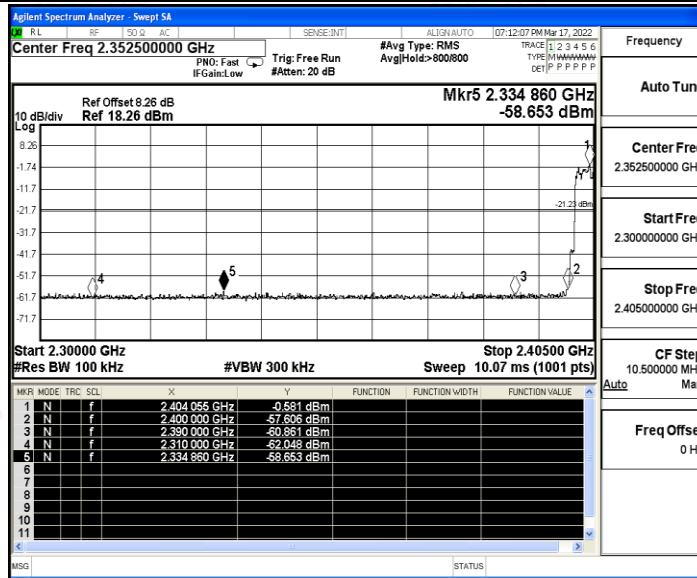 Agilent Spectrum Analyzer - Swept SA
RL RF 50 Ω AC SENSE:INT ALIGN AUTO 07:12:07 PM Mar 17, 2022
Center Freq 2.352500000 GHz
PNO: Fast
IFGain:Low
Trig: Free Run
#Atten: 20 dB
#Avg Type: RMS
Avg|Hold:>800/800
TRACE 1 2 3 4 5 6
TYPE M WWWWW
DET P P P P P P
Ref Offset 8.26 dB
10 dB/div Ref 18.26 dBm
Mkr5 2.334 860 GHz
-58.653 dBm
Log
8.26
-1.74
-11.7
-21.7
-31.7
-41.7
-51.7
-61.7
-71.7
1
-21.23 dBm
4
5
3
2
Start 2.30000 GHz Stop 2.40500 GHz
#Res BW 100 kHz #VBW 300 kHz Sweep 10.07 ms (1001 pts)
MKR MODE TRC SCL X Y FUNCTION FUNCTION WIDTH FUNCTION VALUE
1 N f 2.404 055 GHz -0.581 dBm
2 N f 2.400 000 GHz -57.606 dBm
3 N f 2.390 000 GHz -60.861 dBm
4 N f 2.310 000 GHz -62.048 dBm
5 N f 2.334 860 GHz -58.653 dBm
6
7
8
9
10
11
MSG STATUS
Frequency
Auto Tun
Center Fre
2.352500000 GH
Start Fre
2.300000000 GH
Stop Fre
2.405000000 GH
CF Step
10.500000 MH
Auto Ma
Freq Offse
0 H